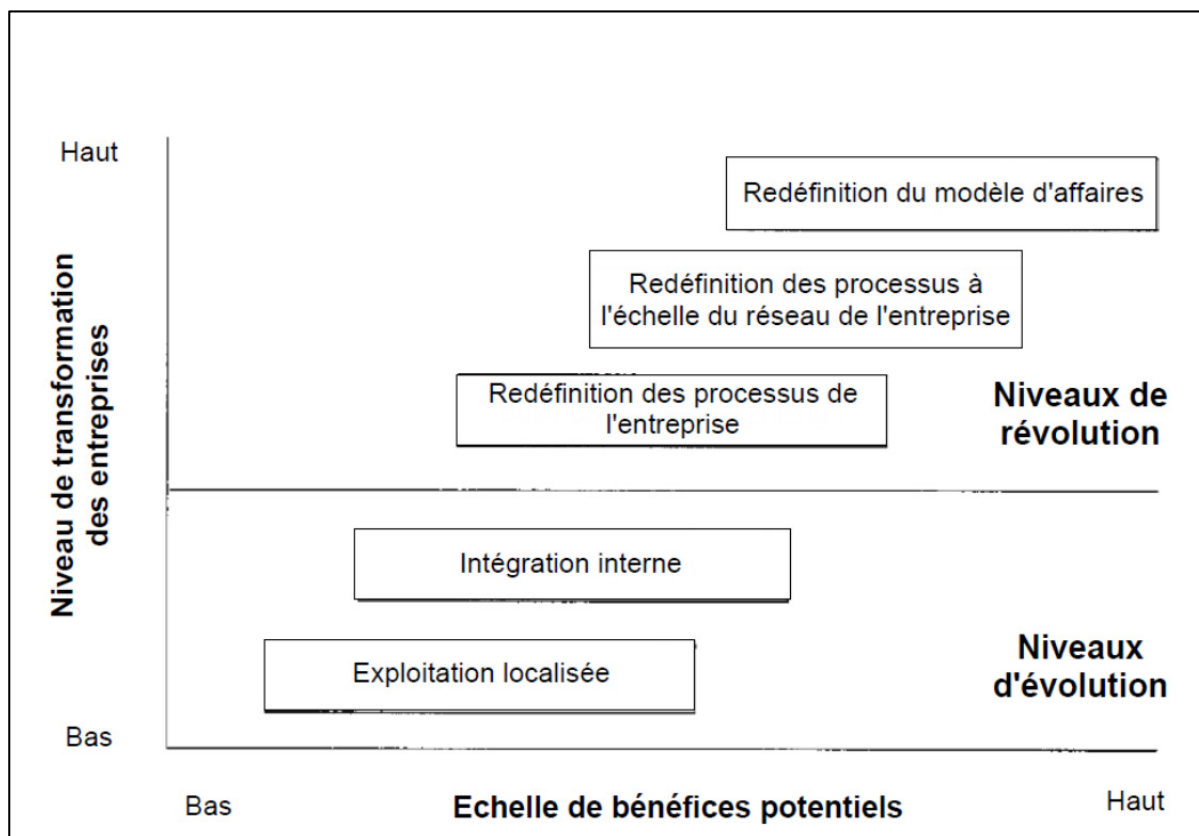 Haut
Redéfinition du modèle d'affaires
Redéfinition des processus à
l'échelle du réseau de l'entreprise
Niveau de transformation
des entreprises
Redéfinition des processus de
l'entreprise
Niveaux de
révolution
Intégration interne
Exploitation localisée
Niveaux
d'évolution
Bas
Bas
Echelle de bénéfices potentiels
Haut